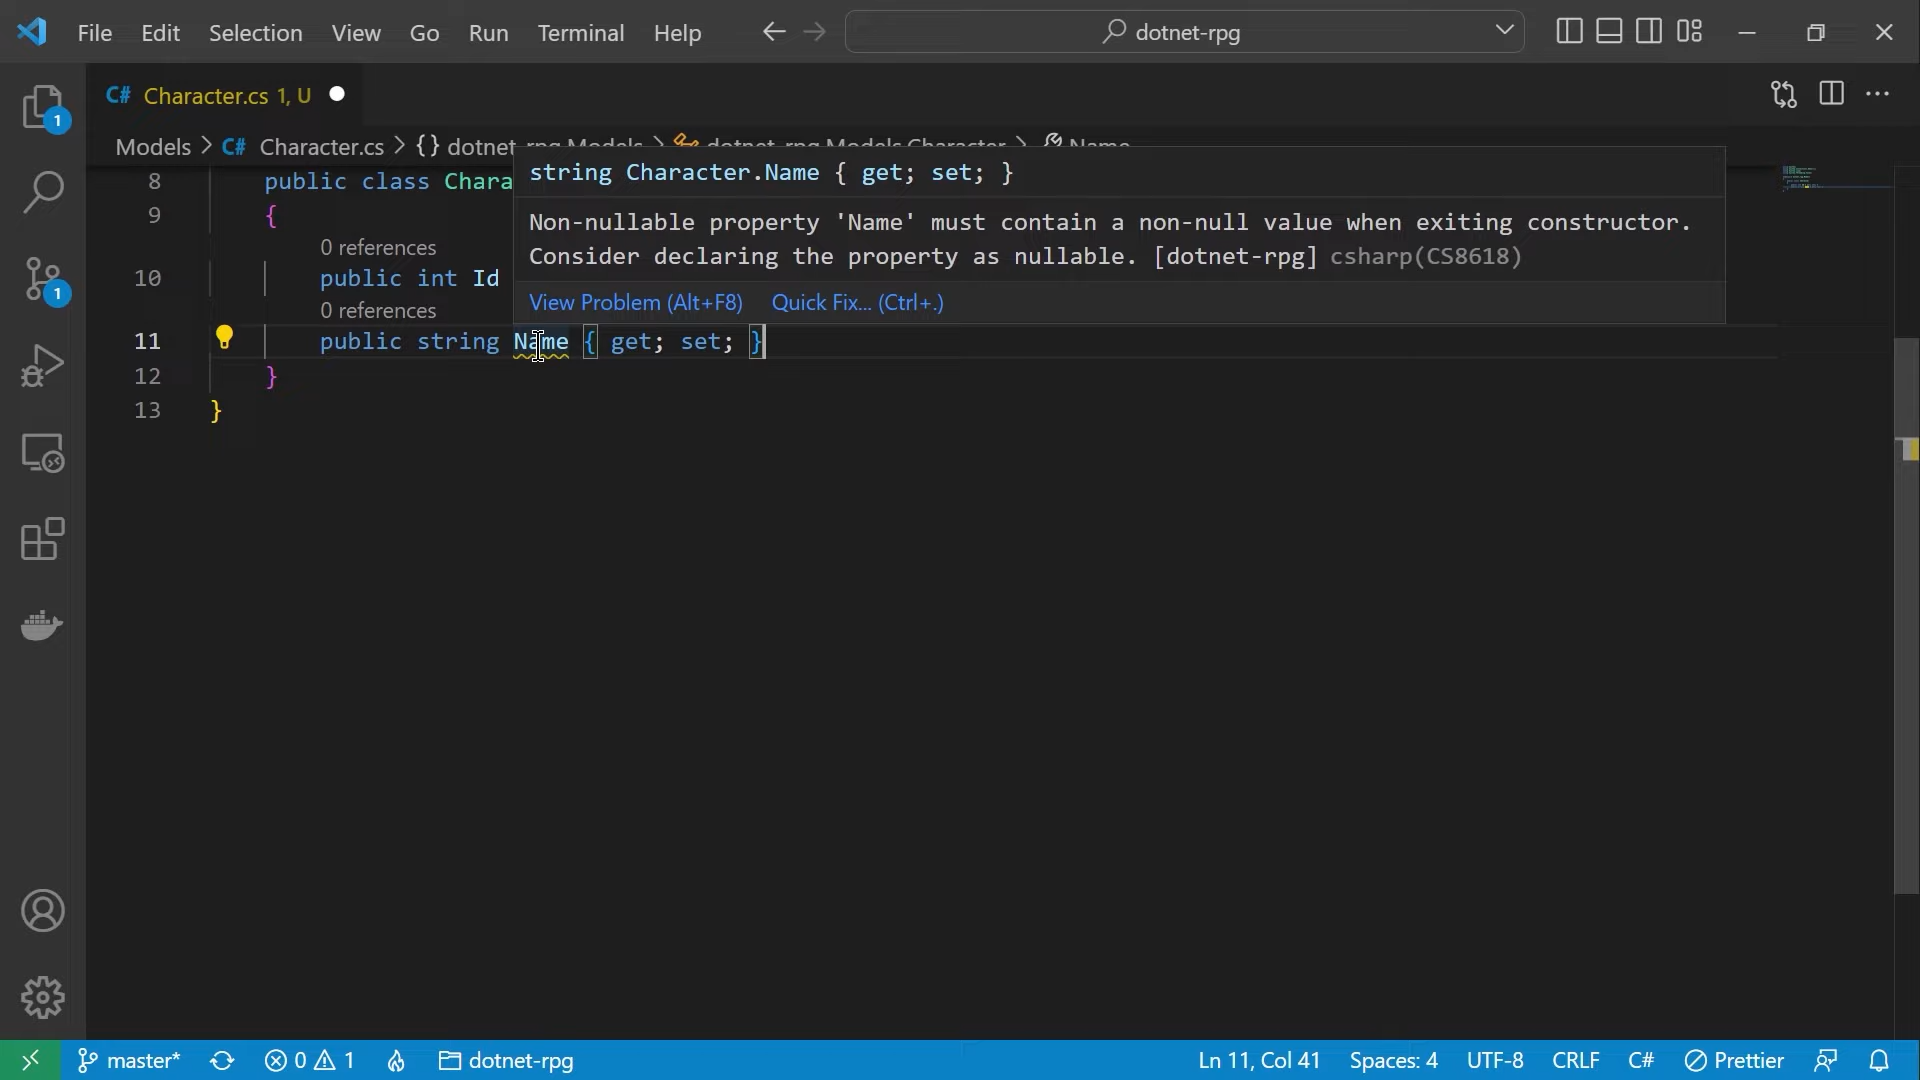 File Edit Selection View Go Run Terminal Help dotnet-rpg
C# Character.cs 1, U
Models > C# Character.cs > {} dotnet-rpg.Models > dotnet-rpg.Models.Character > Name
string Character.Name { get; set; }
8 public class Chara
9 {
Non-nullable property 'Name' must contain a non-null value when exiting constructor.
Consider declaring the property as nullable. [dotnet-rpg] csharp(CS8618)
0 references
10 public int Id
View Problem (Alt+F8) Quick Fix... (Ctrl+.)
0 references
11 public string Name { get; set; }
12 }
13 }
1
1
master* 0 1 dotnet-rpg Ln 11, Col 41 Spaces: 4 UTF-8 CRLF C# Prettier